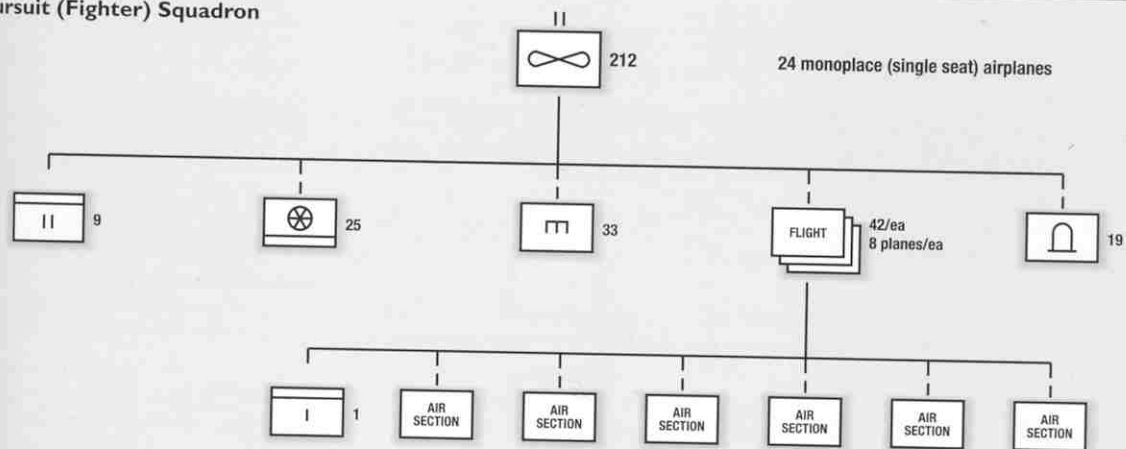 ursuit (Fighter) Squadron
II
212
24 monoplace (single seat) airplanes
II
9
25
33
FLIGHT
42/ea
8 planes/ea
19
I
1
AIR
SECTION
AIR
SECTION
AIR
SECTION
AIR
SECTION
AIR
SECTION
AIR
SECTION